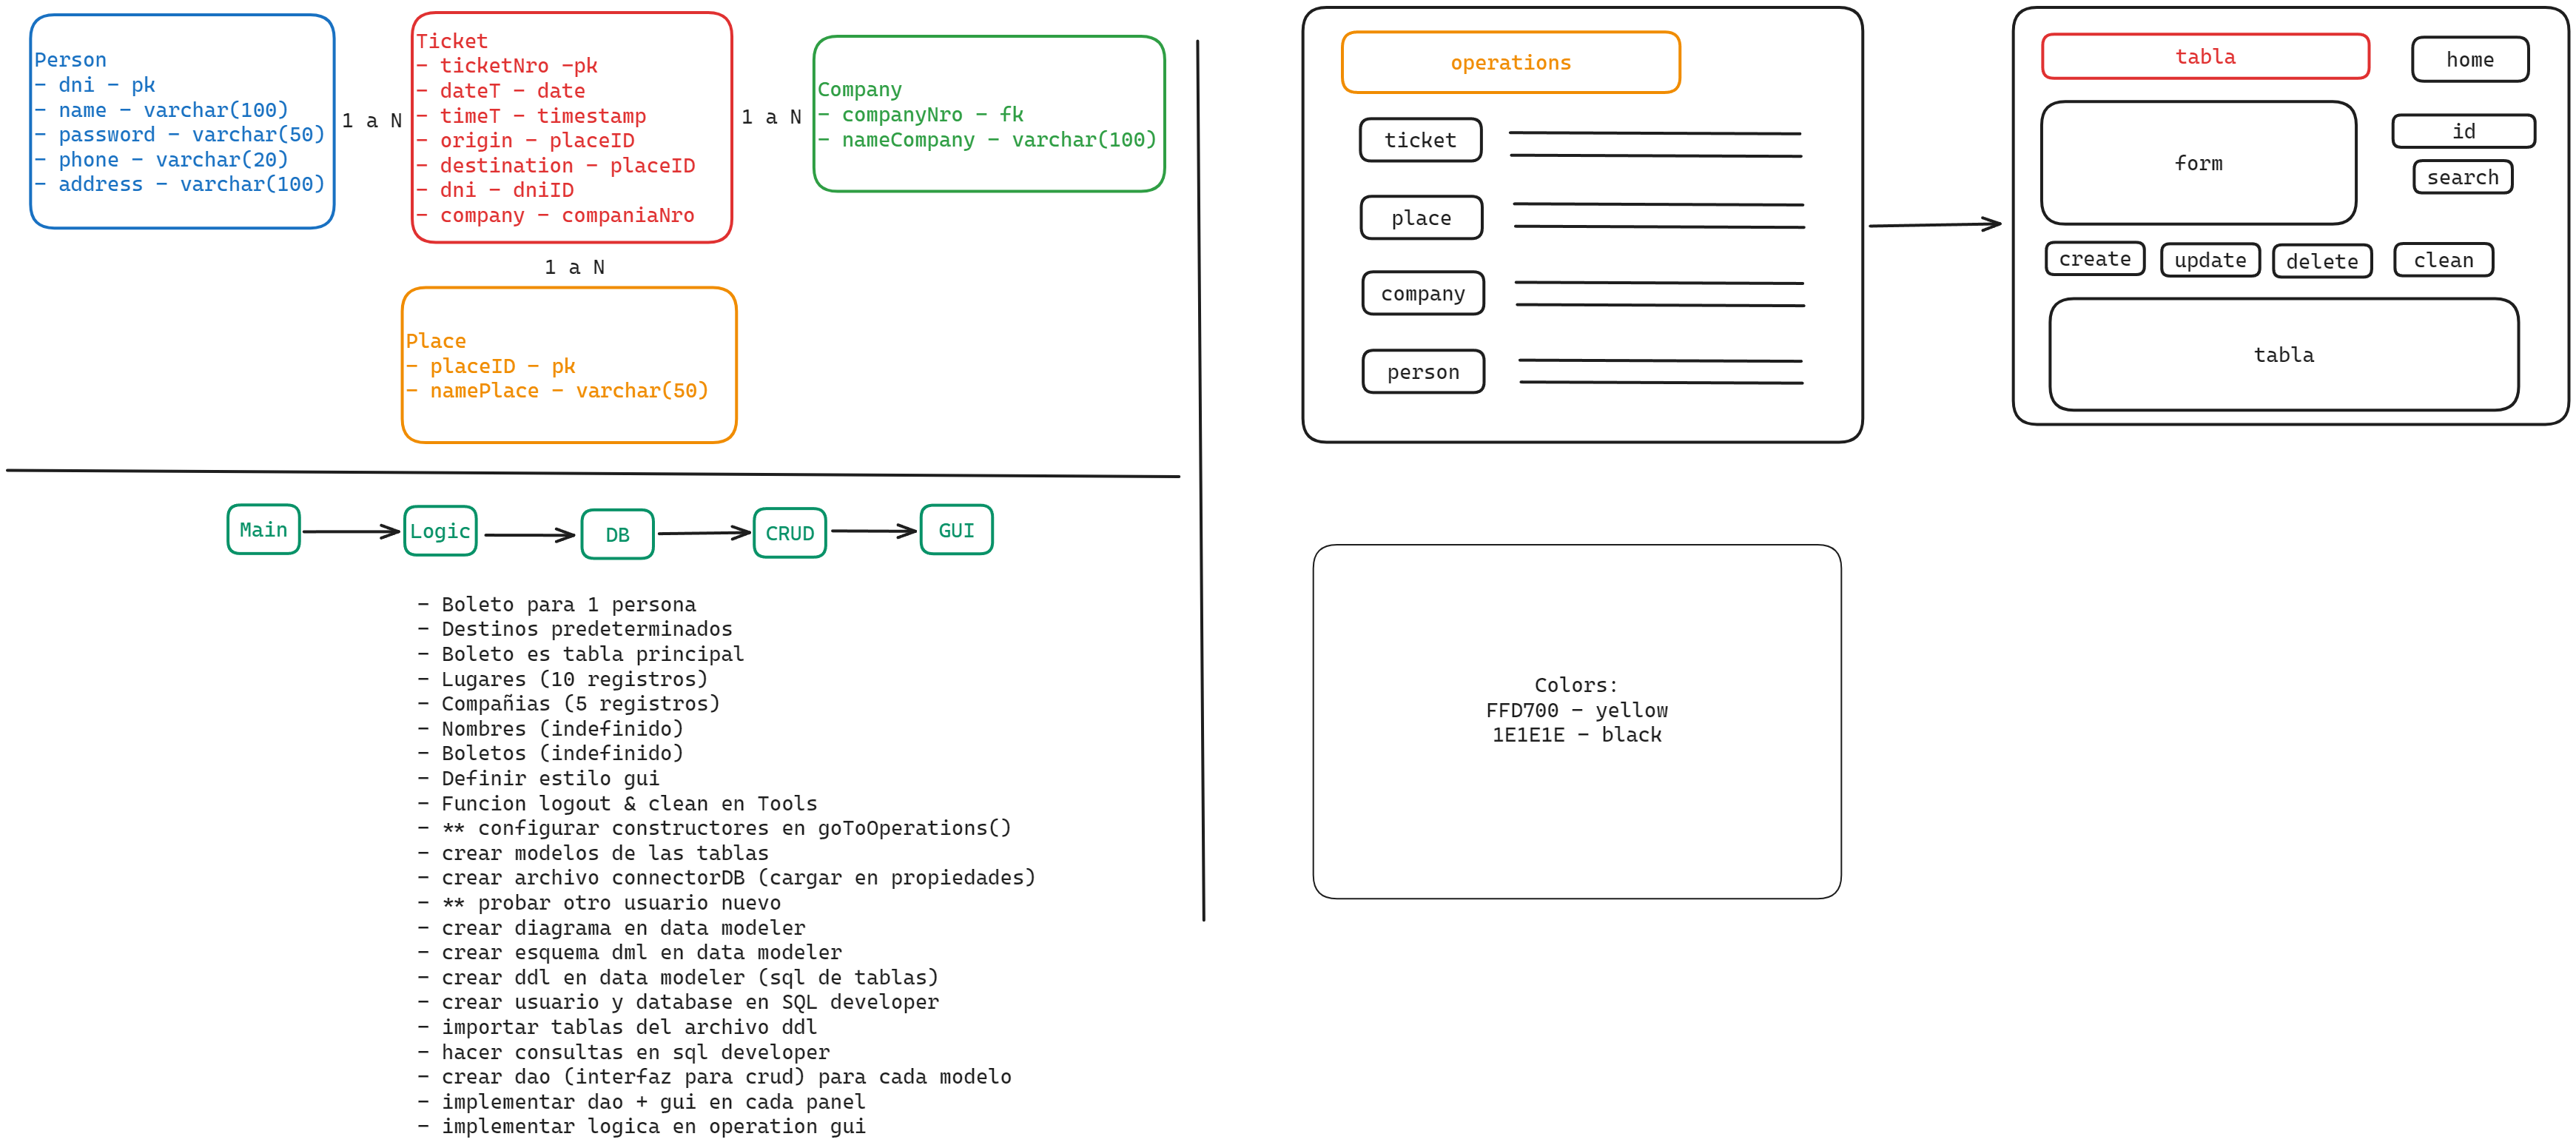 Person
- dni - pk
- name - varchar(100)
- password - varchar(50)
- phone - varchar(20)
- address - varchar(100)
1 a N
Ticket
- ticketNro -pk
- dateT - date
- timeT - timestamp
- origin - placeID
- destination - placeID
- dni - dniID
- company - companiaNro
1 a N
Company
- companyNro - fk
- nameCompany - varchar(100)
1 a N
Place
- placeID - pk
- namePlace - varchar(50)
Main
Logic
DB
CRUD
GUI
- Boleto para 1 persona
- Destinos predeterminados
- Boleto es tabla principal
- Lugares (10 registros)
- Compañias (5 registros)
- Nombres (indefinido)
- Boletos (indefinido)
- Definir estilo gui
- Funcion logout & clean en Tools
- ** configurar constructores en goToOperations()
- crear modelos de las tablas
- crear archivo connectorDB (cargar en propiedades)
- ** probar otro usuario nuevo
- crear diagrama en data modeler
- crear esquema dml en data modeler
- crear ddl en data modeler (sql de tablas)
- crear usuario y database en SQL developer
- importar tablas del archivo ddl
- hacer consultas en sql developer
- crear dao (interfaz para crud) para cada modelo
- implementar dao + gui en cada panel
- implementar logica en operation gui
operations
ticket
place
company
person
tabla
home
form
id
search
create
update
delete
clean
tabla
Colors:
FFD700 - yellow
1E1E1E - black